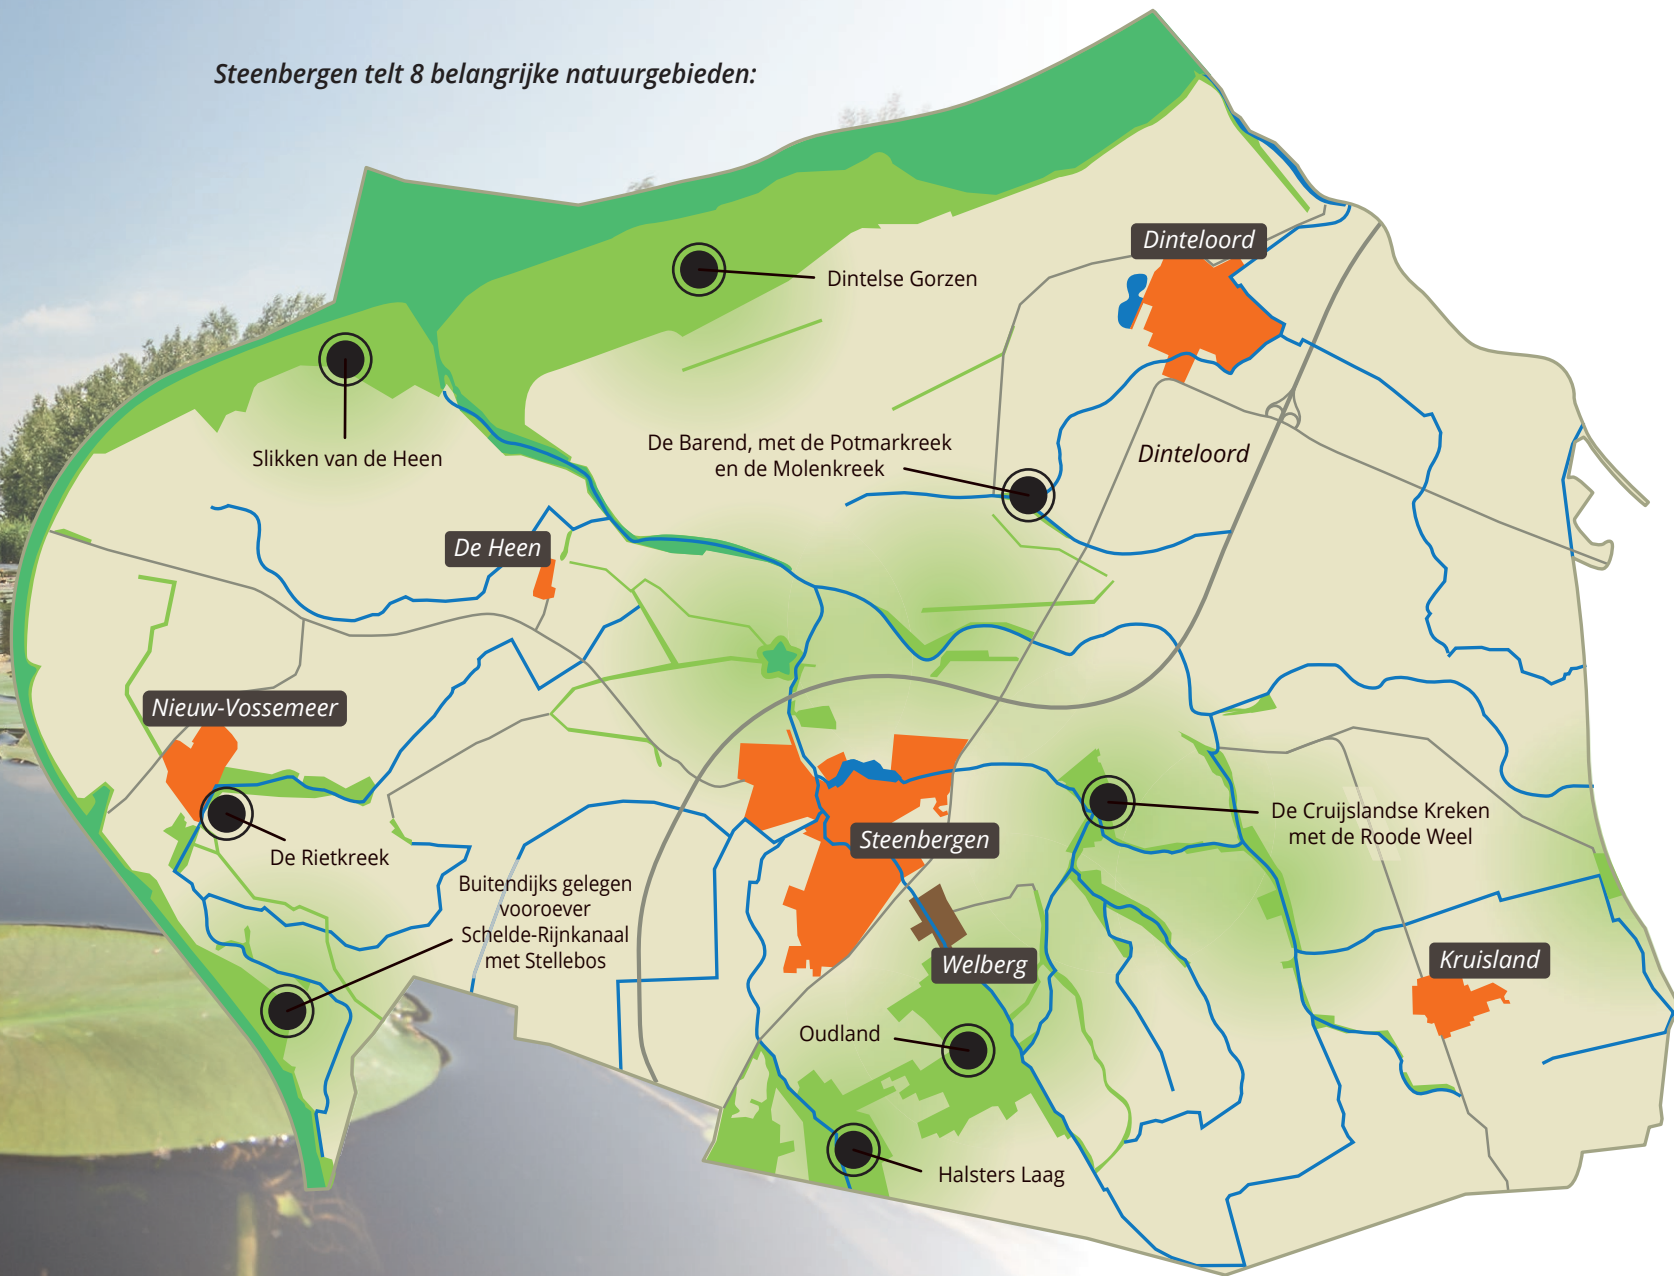 Steenbergen telt 8 belangrijke natuurgebieden:
Dinteloord
Dintelse Gorzen
De Barend, met de Potmarkreek
en de Molenkreek
Dinteloord
Slikken van de Heen
De Heen
Nieuw-Vossemeer
De Rietkreek
Steenbergen
De Cruijslandse Kreken
met de Roode Weel
Buitendijks gelegen
vooroever
Schelde-Rijnkanaal
met Stellebos
Welberg
Kruisland
Oudland
Halsters Laag